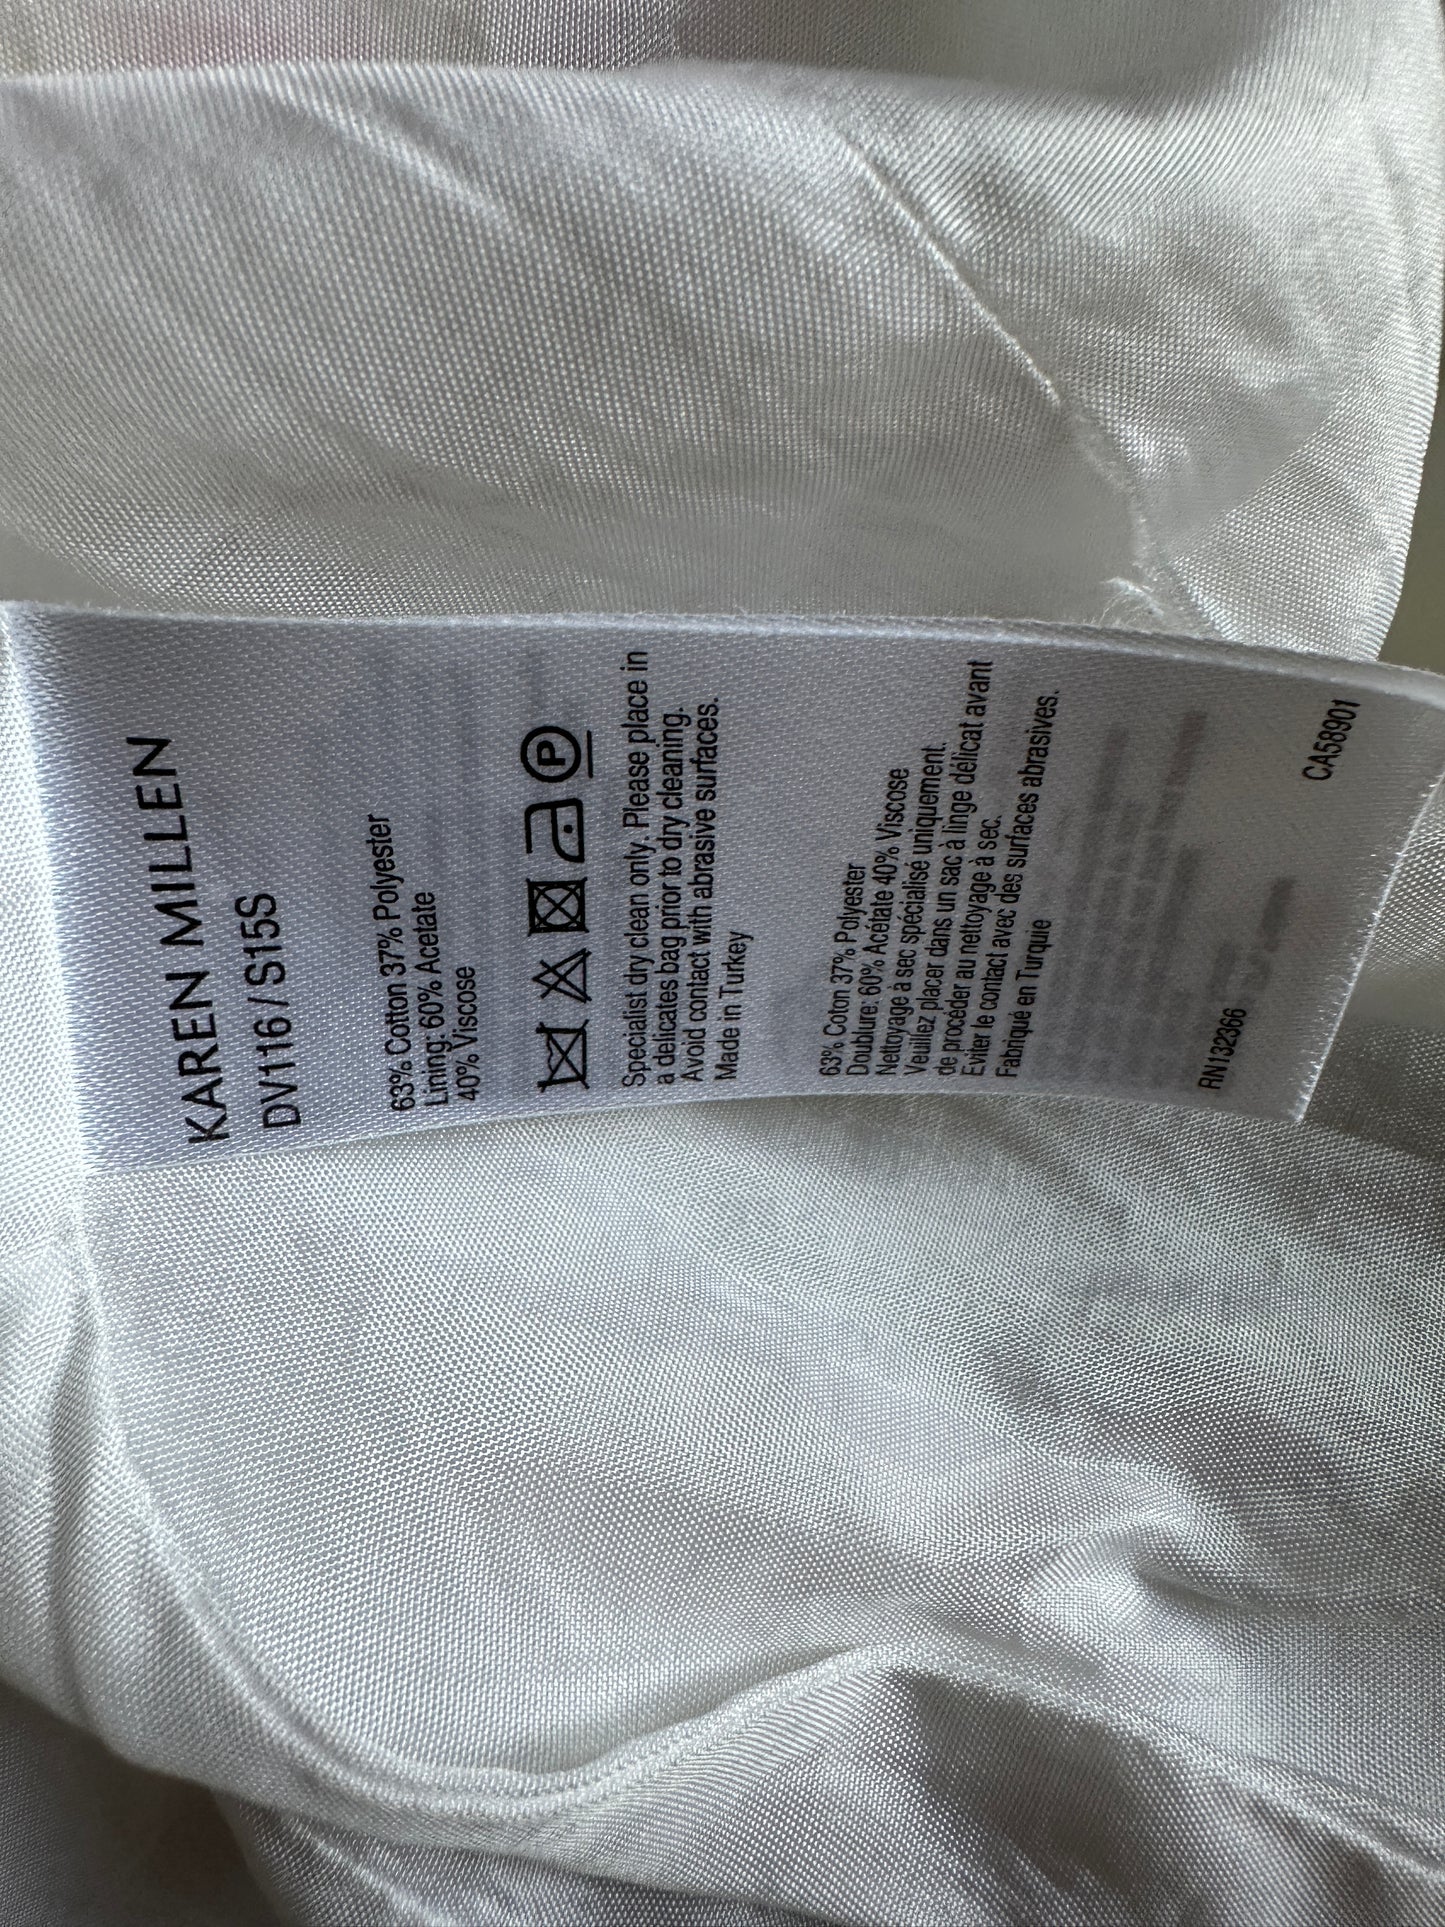 KAREN MILLEN
DV116 / S15S
63% Cotton 37% Polyester
Lining: 60% Acetate
40% Viscose
P
Specialist dry clean only. Please place in
a delicates bag prior to dry cleaning.
Avoid contact with abrasive surfaces.
Made in Turkey
63% Coton 37% Polyester
Doublure: 60% Acétate 40% Viscose
Nettoyage à sec spécialisé uniquement.
Veuillez placer dans un sac à linge délicat avant
de procéder au nettoyage à sec.
Eviter le contact avec des surfaces abrasives.
Fabriqué en Turquie
RN132366
CA58901